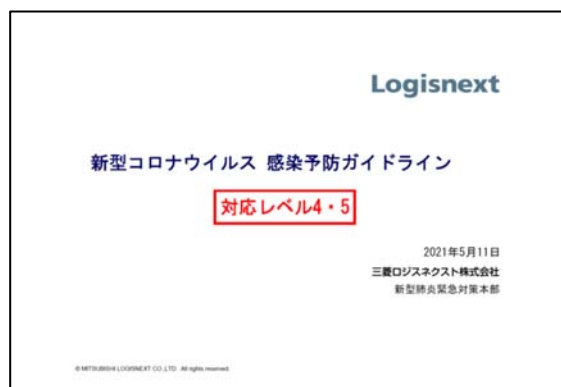 Logisnext
新型コロナウイルス 感染予防ガイドライン
対応レベル4・5
2021年5月11日
三菱ロジスネクスト株式会社
新型肺炎緊急対策本部
© MITSUBISHI LOGISNEXT CO.,LTD. All rights reserved.